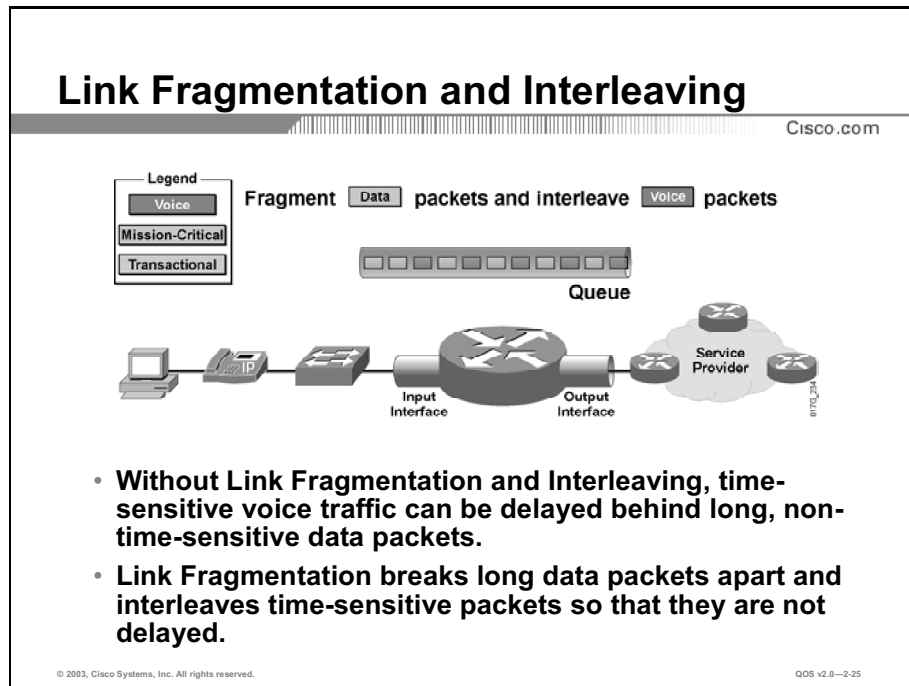 Link Fragmentation and Interleaving
Cisco.com
Legend
Voice
Mission-Critical
Transactional
Fragment Data packets and interleave Voice packets
Queue
IP
Input
Interface
Output
Interface
Service
Provider
017G_234
• Without Link Fragmentation and Interleaving, time-
sensitive voice traffic can be delayed behind long, non-
time-sensitive data packets.
• Link Fragmentation breaks long data packets apart and
interleaves time-sensitive packets so that they are not
delayed.
© 2003, Cisco Systems, Inc. All rights reserved.
QOS v2.0—2-25